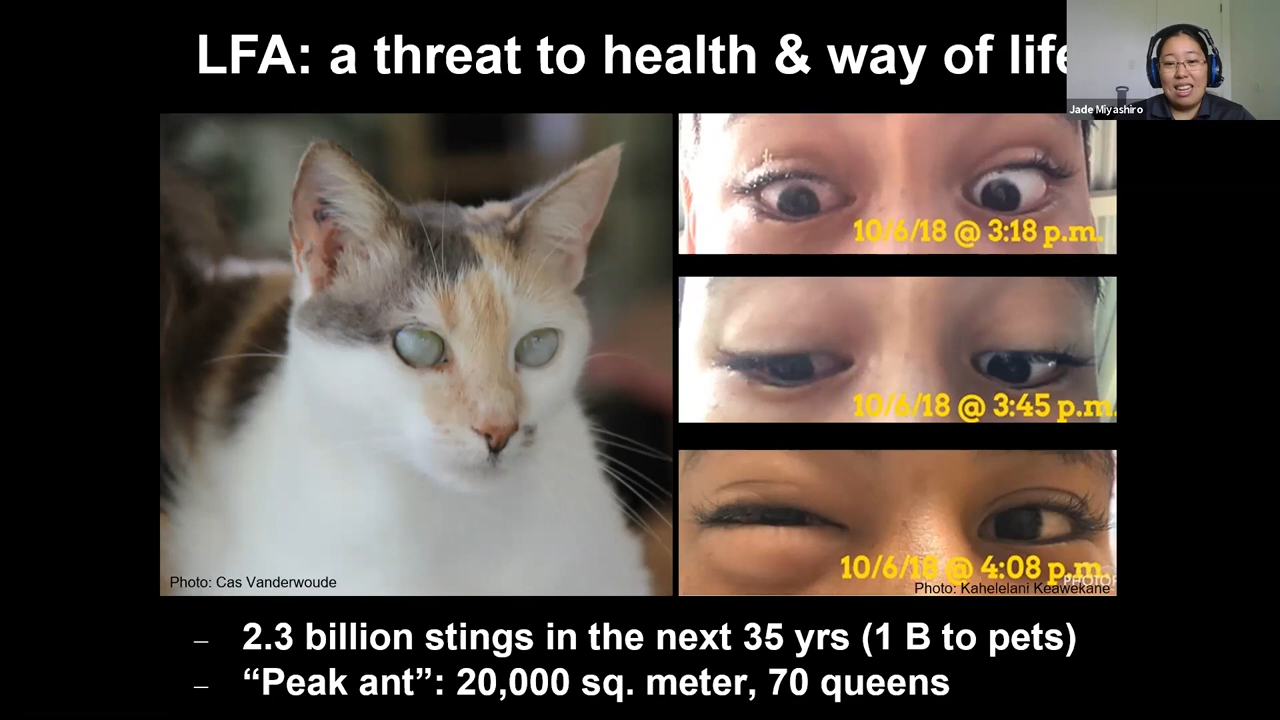 LFA: a threat to health & way of life
Jade Miyashiro
10/6/18 @ 3:18 p.m.
10/6/18 @ 3:45 p.m.
10/6/18 @ 4:08 p.m.
Photo: Cas Vanderwoude
Photo: Kahelelani Keawekane
– 2.3 billion stings in the next 35 yrs (1 B to pets)
– “Peak ant”: 20,000 sq. meter, 70 queens